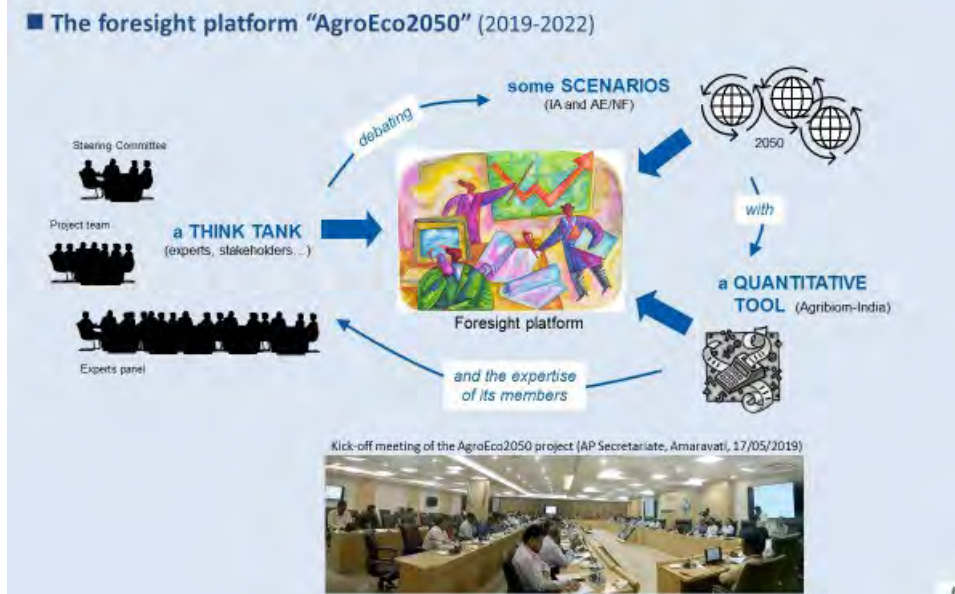 The foresight platform "AgroEco2050" (2019-2022)
some SCENARIOS
(IA and AE/NF)
debating
2050
Steering Committee
Project team
a THINK TANK
(experts, stakeholders...)
with
a QUANTITATIVE
TOOL (Agribiom-India)
Foresight platform
Experts panel
and the expertise
of its members
Kick-off meeting of the AgroEco2050 project (AP Secretariate, Amaravati, 17/05/2019)